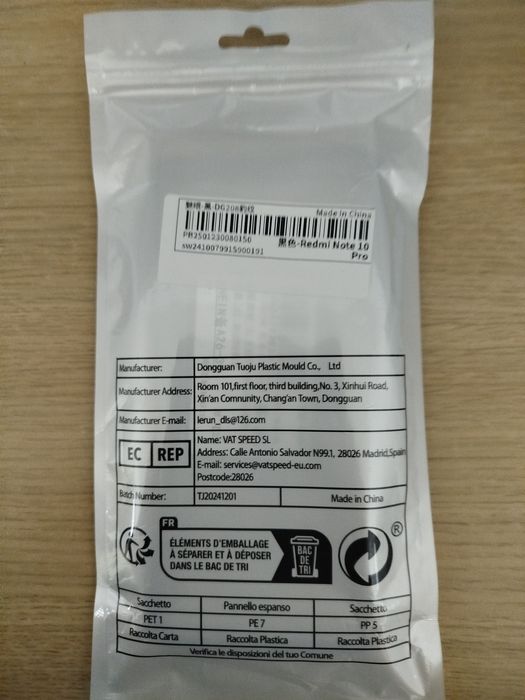 Made in China
PB2501230080150
sw2410079915900191
黑色-Redmi Note 10
Pro
Manufacturer: Dongguan Tuoju Plastic Mould Co., Ltd
Manufacturer Address: Room 101,first floor, third building,No. 3, Xinhui Road,
Xin'an Comnunity, Chang'an Town, Dongguan
Manufacturer E-mail: lerun_dls@126.com
EC REP
Name: VAT SPEED SL
Address: Calle Antonio Salvador N99.1, 28026 Madrid,Spain
E-mail: services@vatspeed-eu.com
Postcode:28026
Batch Number: TJ20241201 Made in China
FR
ÉLÉMENTS D'EMBALLAGE
À SÉPARER ET À DÉPOSER
DANS LE BAC DE TRI
BAC
DE
TRI
®
Sacchetto Pannello espanso Sacchetto
PET 1 PE 7 PP 5
Raccolta Carta Raccolta Plastica Raccolta Plastica
Verifica le disposizioni del tuo Comune